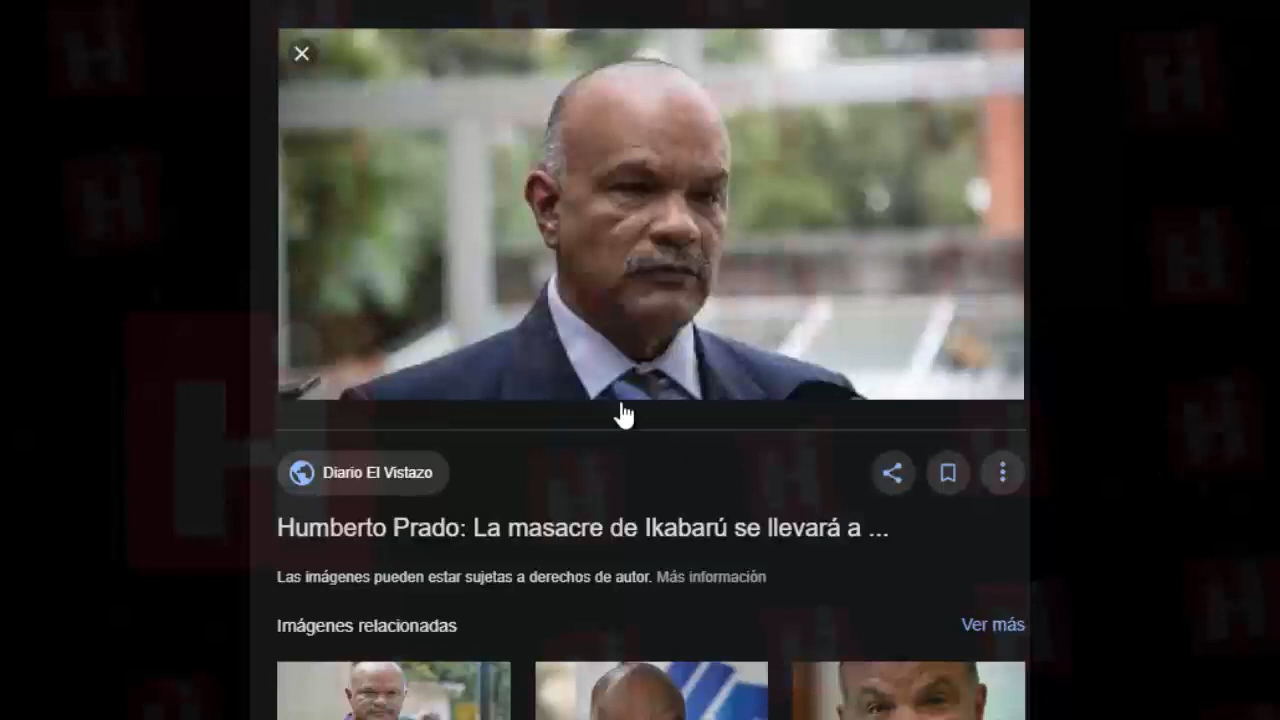 Diario El Vistazo
Humberto Prado: La masacre de Ikabarú se llevará a ...
Las imágenes pueden estar sujetas a derechos de autor. Más información
Imágenes relacionadas
Ver más